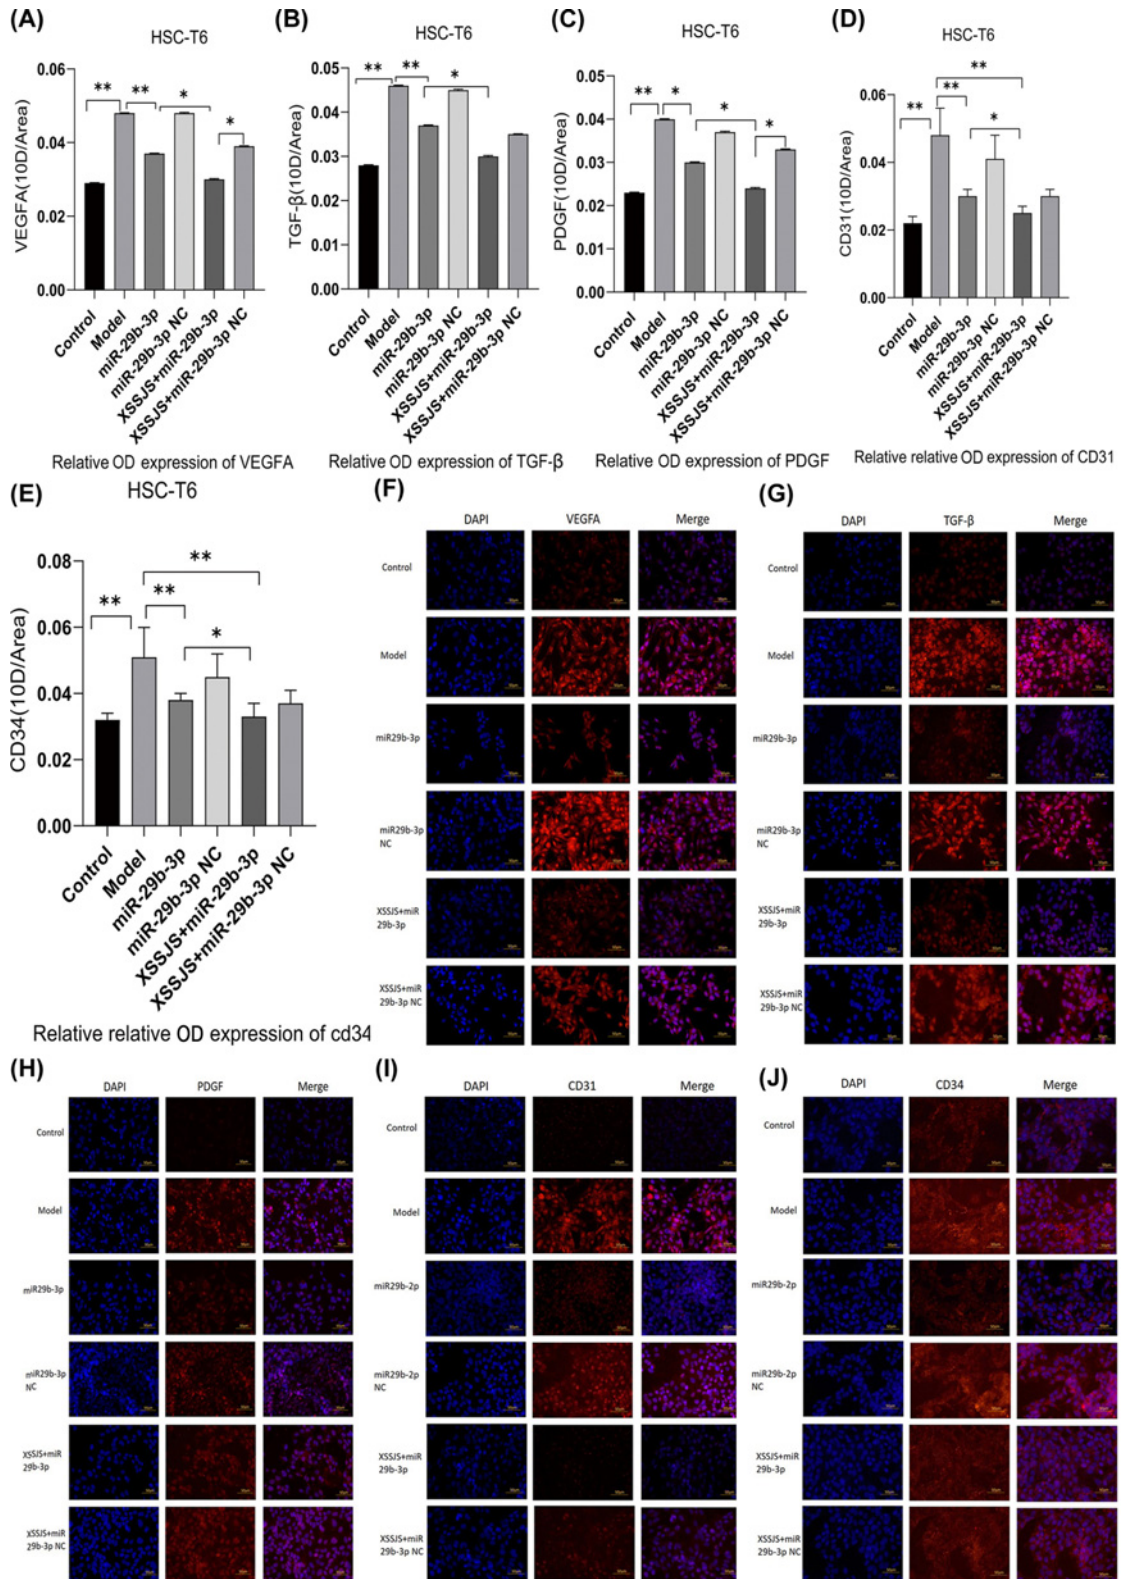 (A)
HSC-T6
VEGFA(10D/Area)
0.06
0.04
0.02
0.00
** ** * *
Control
Model
miR-29b-3p
miR-29b-3p NC
XSSJS+miR-29b-3p
XSSJS+miR-29b-3p NC
Relative OD expression of VEGFA
(B)
HSC-T6
TGF-β(10D/Area)
0.05
0.04
0.03
0.02
0.01
0.00
** ** *
Control
Model
miR-29b-3p
miR-29b-3p NC
XSSJS+miR-29b-3p
XSSJS+miR-29b-3p NC
Relative OD expression of TGF-β
(C)
HSC-T6
PDGF(10D/Area)
0.05
0.04
0.03
0.02
0.01
0.00
** * * *
Control
Model
miR-29b-3p
miR-29b-3p NC
XSSJS+miR-29b-3p
XSSJS+miR-29b-3p NC
Relative OD expression of PDGF
(D)
HSC-T6
CD31(10D/Area)
0.06
0.04
0.02
0.00
** ** ** *
Control
Model
miR-29b-3p
miR-29b-3p NC
XSSJS+miR-29b-3p
XSSJS+miR-29b-3p NC
Relative relative OD expression of CD31
(E)
HSC-T6
CD34(10D/Area)
0.08
0.06
0.04
0.02
0.00
** ** ** *
Control
Model
miR-29b-3p
miR-29b-3p NC
XSSJS+miR-29b-3p
XSSJS+miR-29b-3p NC
Relative relative OD expression of cd34
(F)
DAPI VEGFA Merge
Control
Model
miR29b-3p
miR29b-3p
NC
XSSJS+miR
29b-3p
XSSJS+miR
29b-3p NC
(G)
DAPI TGF-β Merge
Control
Model
miR29b-3p
miR29b-3p
NC
XSSJS+miR
29b-3p
XSSJS+miR
29b-3p NC
(H)
DAPI PDGF Merge
Control
Model
miR29b-3p
miR29b-3p
NC
XSSJS+miR
29b-3p
XSSJS+miR
29b-3p NC
(I)
DAPI CD31 Merge
Control
Model
miR29b-2p
miR29b-2p
NC
XSSJS+miR
29b-3p
XSSJS+miR
29b-3p NC
(J)
DAPI CD34 Merge
Control
Model
miR29b-2p
miR29b-2p
NC
XSSJS+miR
29b-3p
XSSJS+miR
29b-3p NC